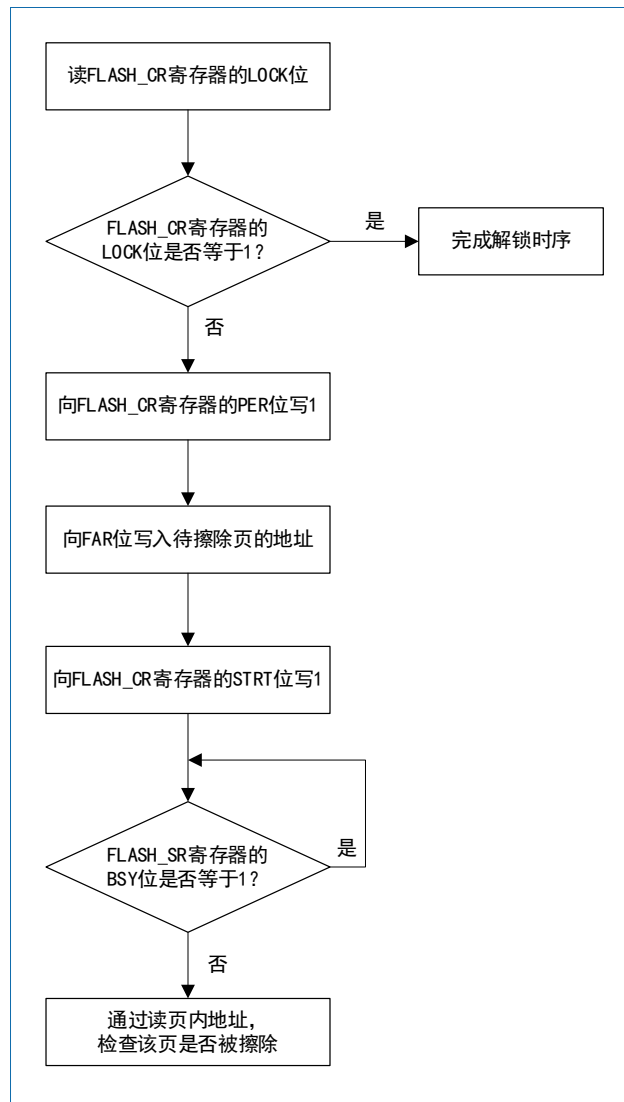 读FLASH_CR寄存器的LOCK位
FLASH_CR寄存器的
LOCK位是否等于1?
是
完成解锁时序
否
向FLASH_CR寄存器的PER位写1
向FAR位写入待擦除页的地址
向FLASH_CR寄存器的STRT位写1
FLASH_SR寄存器的
BSY位是否等于1?
是
否
通过读页内地址，
检查该页是否被擦除